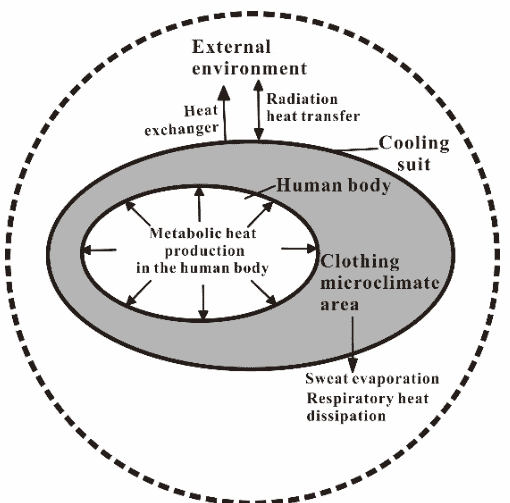 External
environment
Heat
exchanger
Radiation
heat transfer
Cooling
suit
Human body
Metabolic heat
production
in the human body
Clothing
microclimate
area
Sweat evaporation
Respiratory heat
dissipation